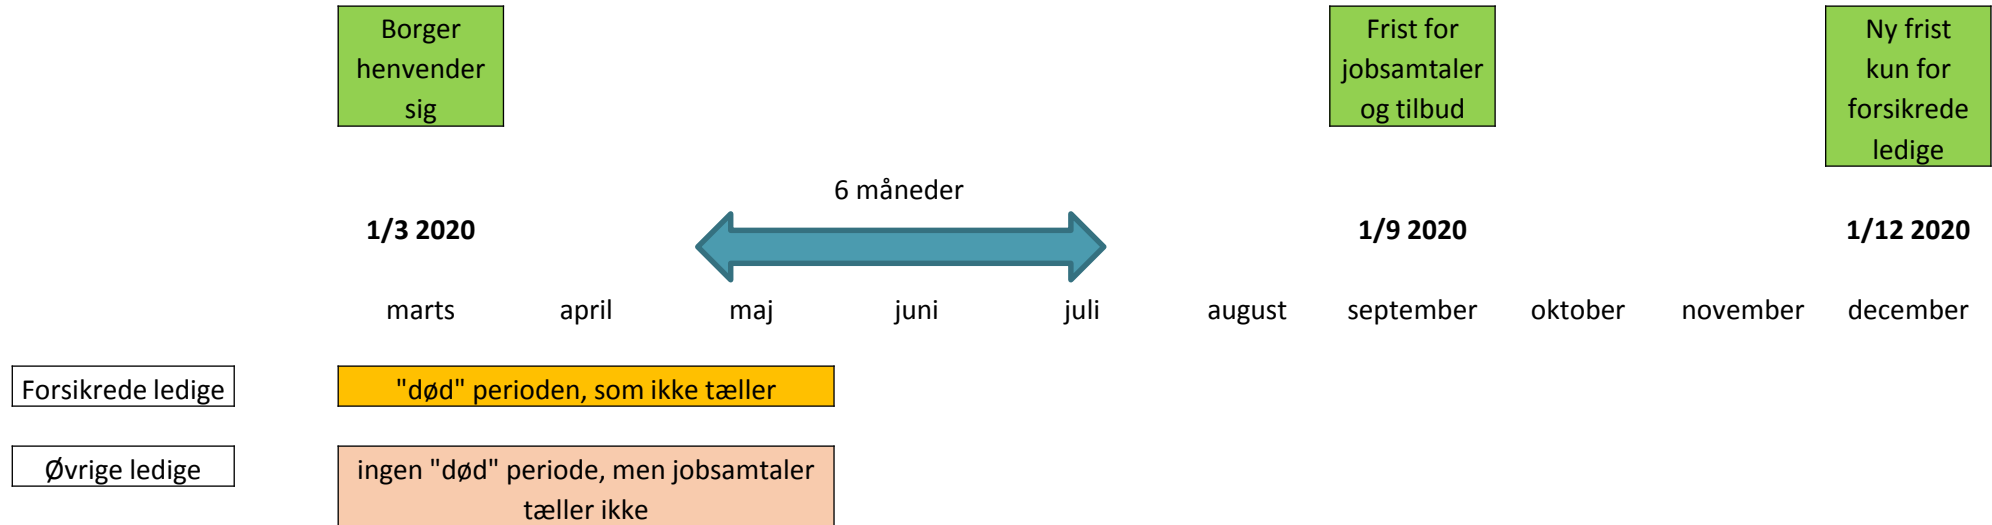 Borger
henvender
sig
Frist for
jobsamtaler
og tilbud
Ny frist
kun for
forsikrede
ledige
6 måneder
1/3 2020
1/9 2020
1/12 2020
marts april maj juni juli august september oktober november december
Forsikrede ledige
"død" perioden, som ikke tæller
Øvrige ledige
ingen "død" periode, men jobsamtaler
tæller ikke